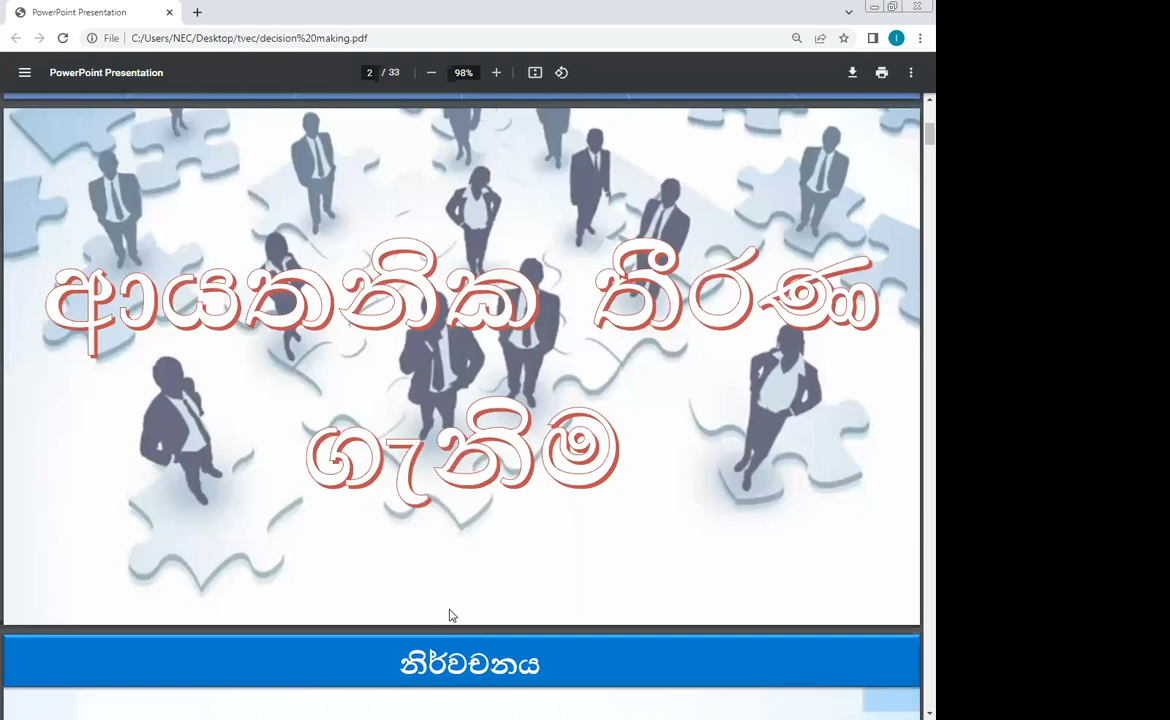 PowerPoint Presentation
File C:/Users/NEC/Desktop/tvec/decision%20making.pdf
I
PowerPoint Presentation 2 / 33 98%
ආයතනික තීරණ
ගැනිම
නිර්වචනය